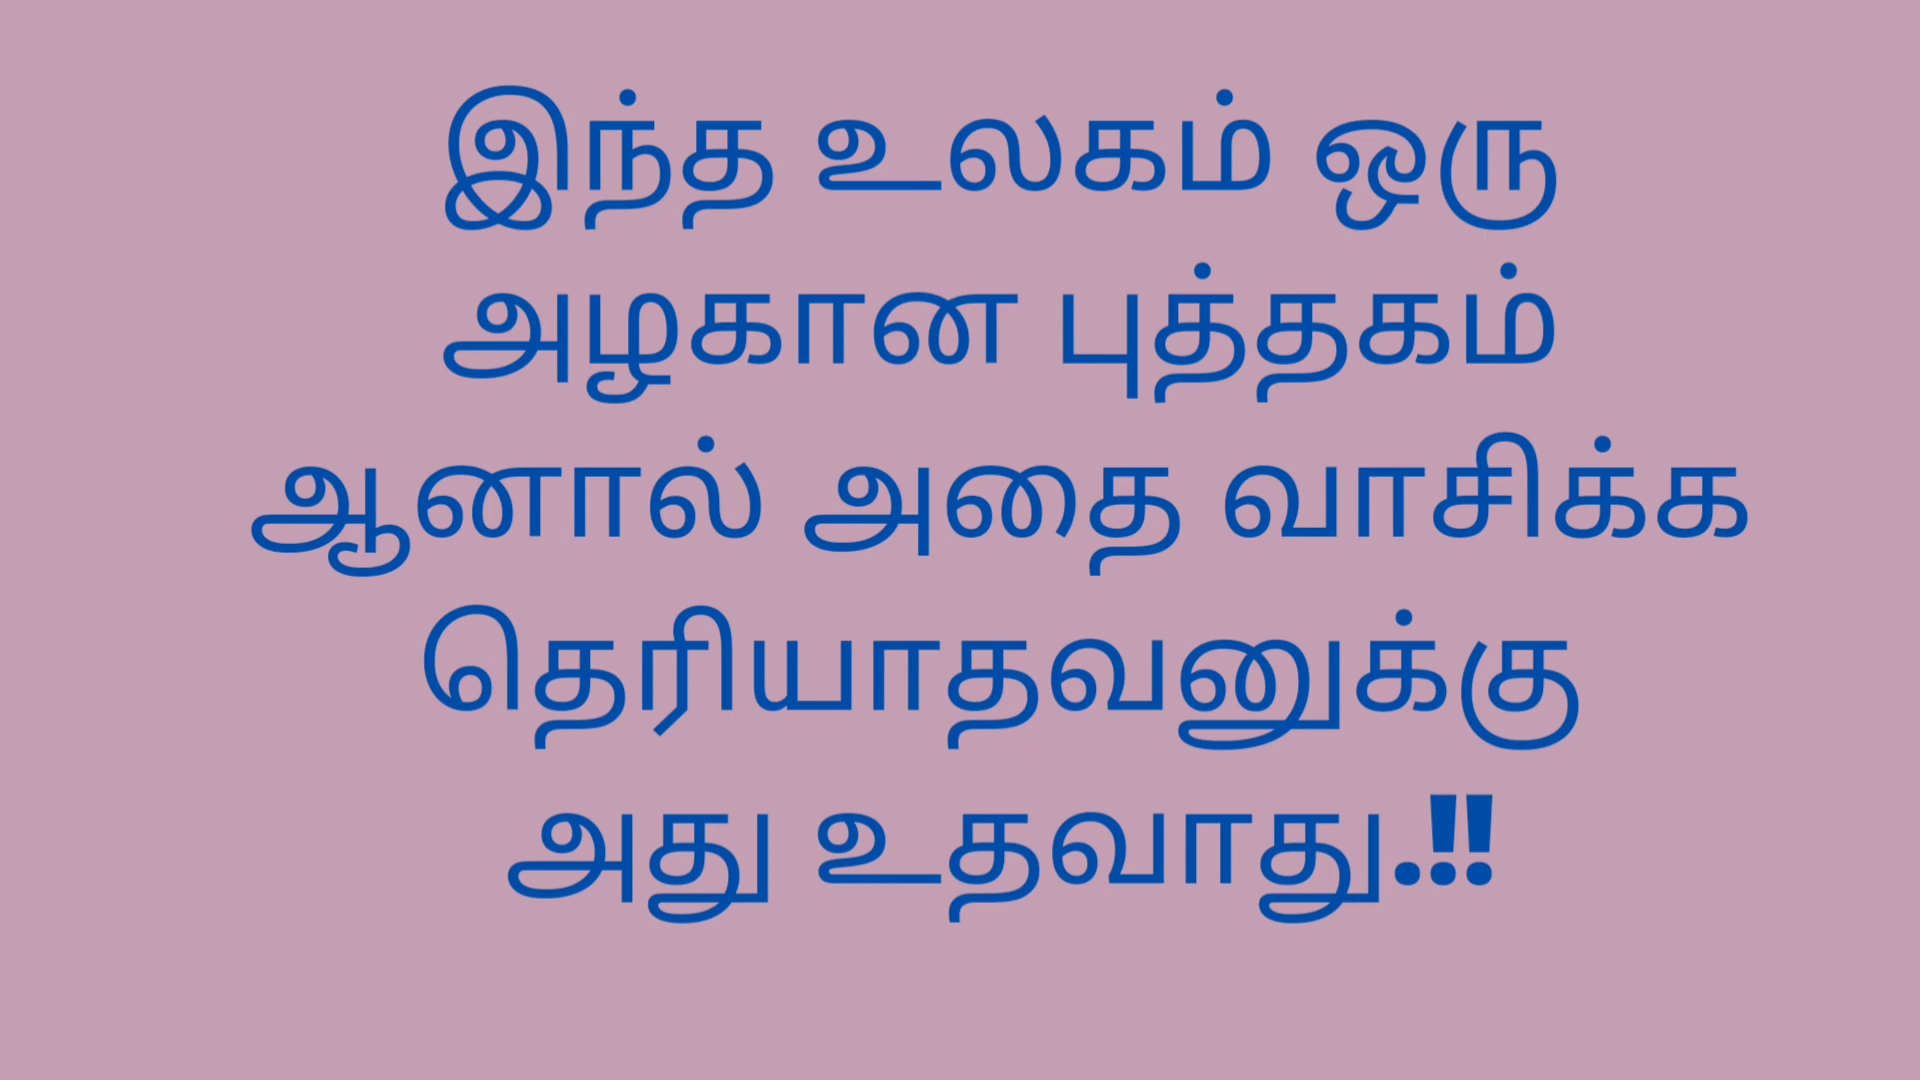 இந்த உலகம் ஒரு
அழகான புத்தகம்
ஆனால் அதை வாசிக்க
தெரியாதவனுக்கு
அது உதவாது.!!